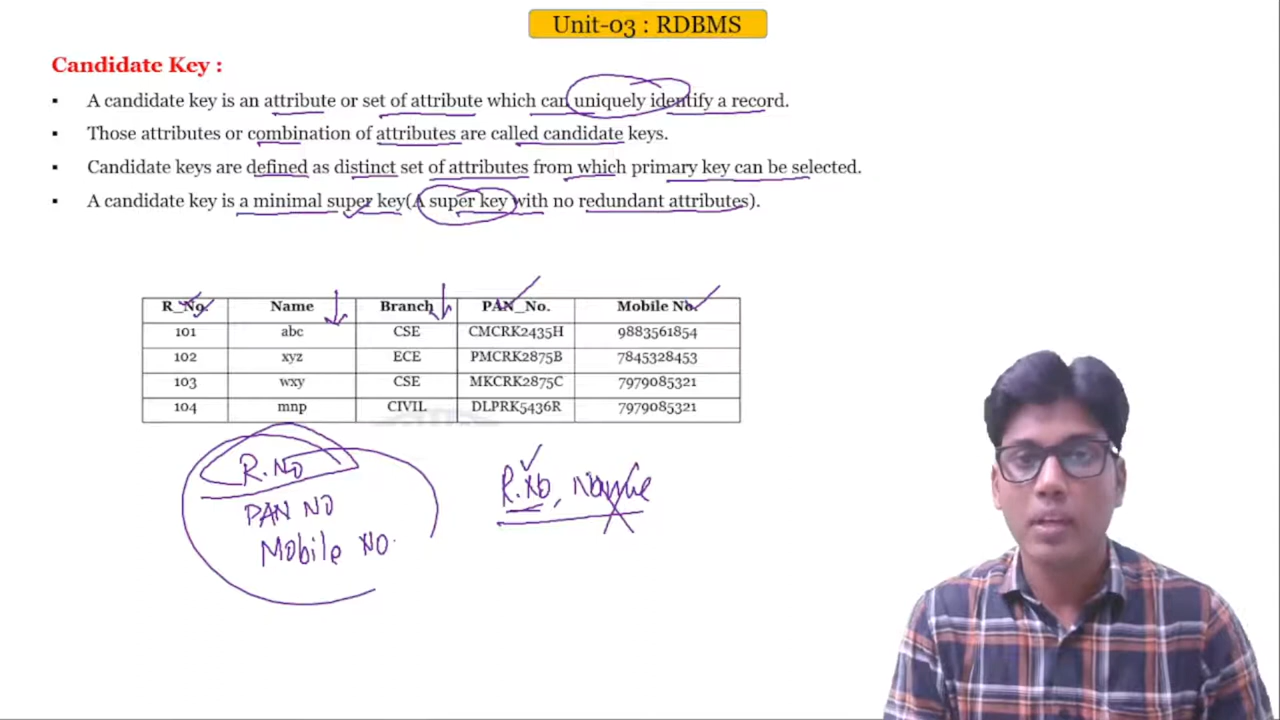 Unit-03 : RDBMS
Candidate Key :
▪ A candidate key is an attribute or set of attribute which can uniquely identify a record.
▪ Those attributes or combination of attributes are called candidate keys.
▪ Candidate keys are defined as distinct set of attributes from which primary key can be selected.
▪ A candidate key is a minimal super key(A super key with no redundant attributes).
R_No. Name Branch PAN_No. Mobile No.
101 abc CSE CMCRK2435H 9883561854
102 xyz ECE PMCRK2875B 7845328453
103 wxy CSE MKCRK2875C 7979085321
104 mnp CIVIL DLPRK5436R 7979085321
R.NO
PAN NO
Mobile NO.
R.No, Name